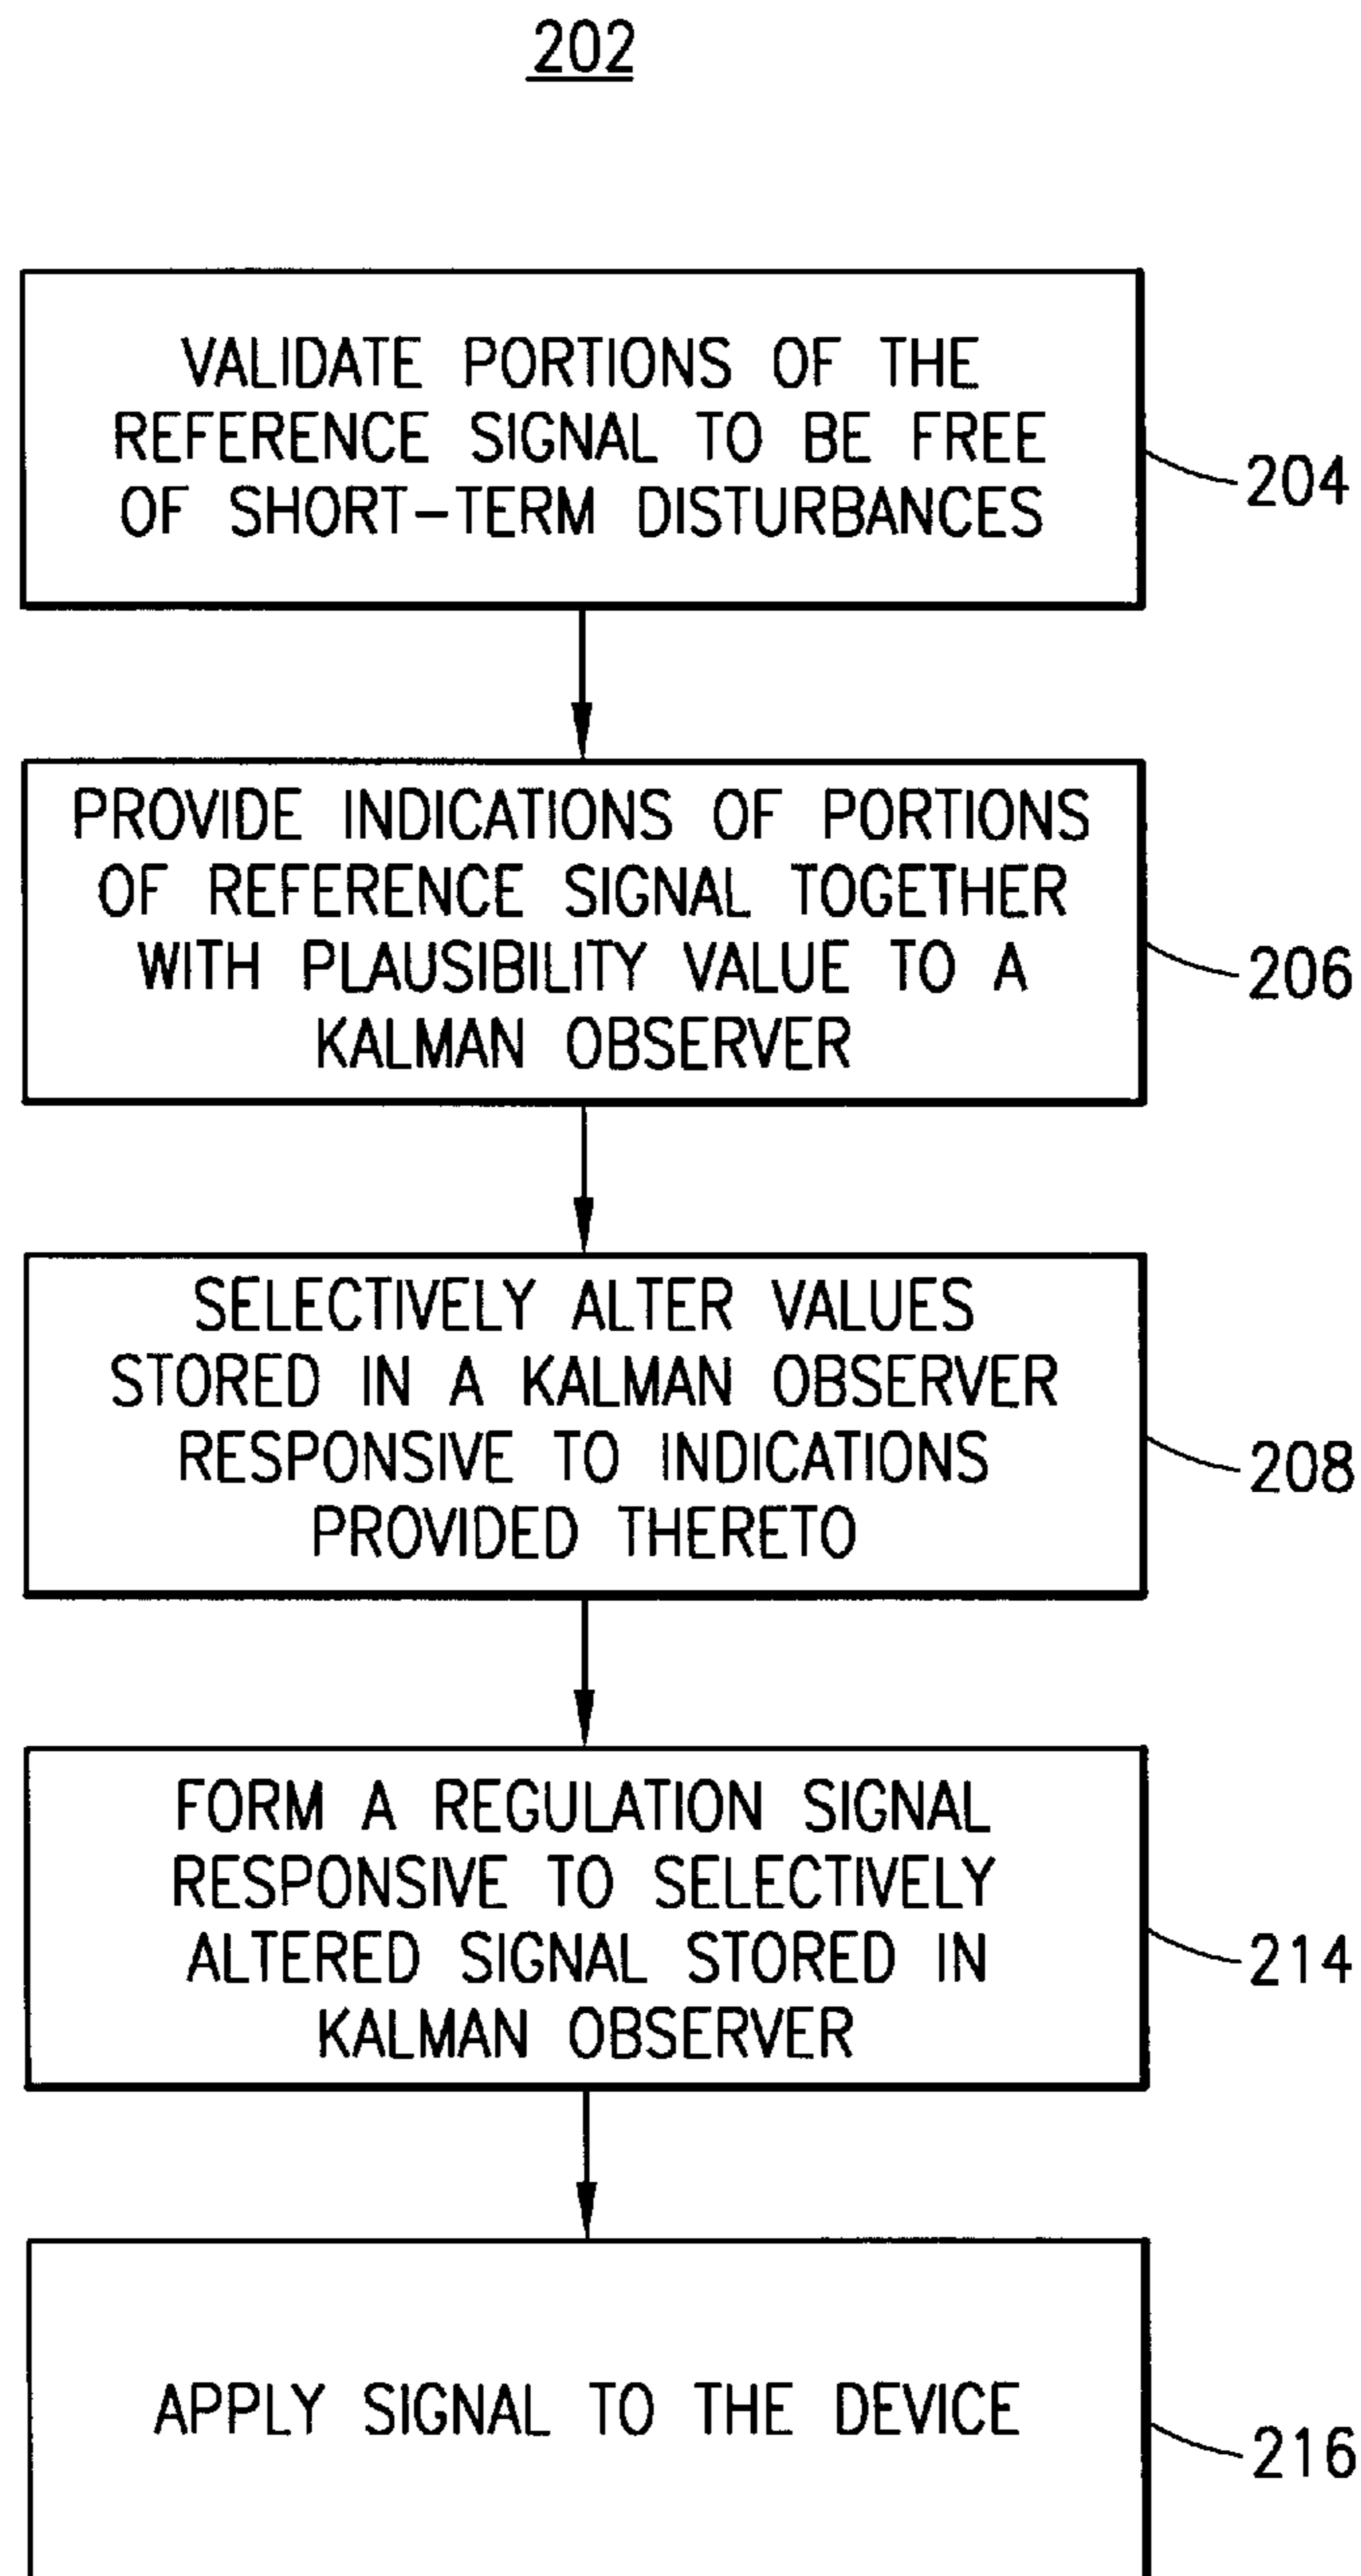 202
VALIDATE PORTIONS OF THE
REFERENCE SIGNAL TO BE FREE
OF SHORT-TERM DISTURBANCES
204
PROVIDE INDICATIONS OF PORTIONS
OF REFERENCE SIGNAL TOGETHER
WITH PLAUSIBILITY VALUE TO A
KALMAN OBSERVER
206
SELECTIVELY ALTER VALUES
STORED IN A KALMAN OBSERVER
RESPONSIVE TO INDICATIONS
PROVIDED THERETO
208
FORM A REGULATION SIGNAL
RESPONSIVE TO SELECTIVELY
ALTERED SIGNAL STORED IN
KALMAN OBSERVER
214
APPLY SIGNAL TO THE DEVICE
216